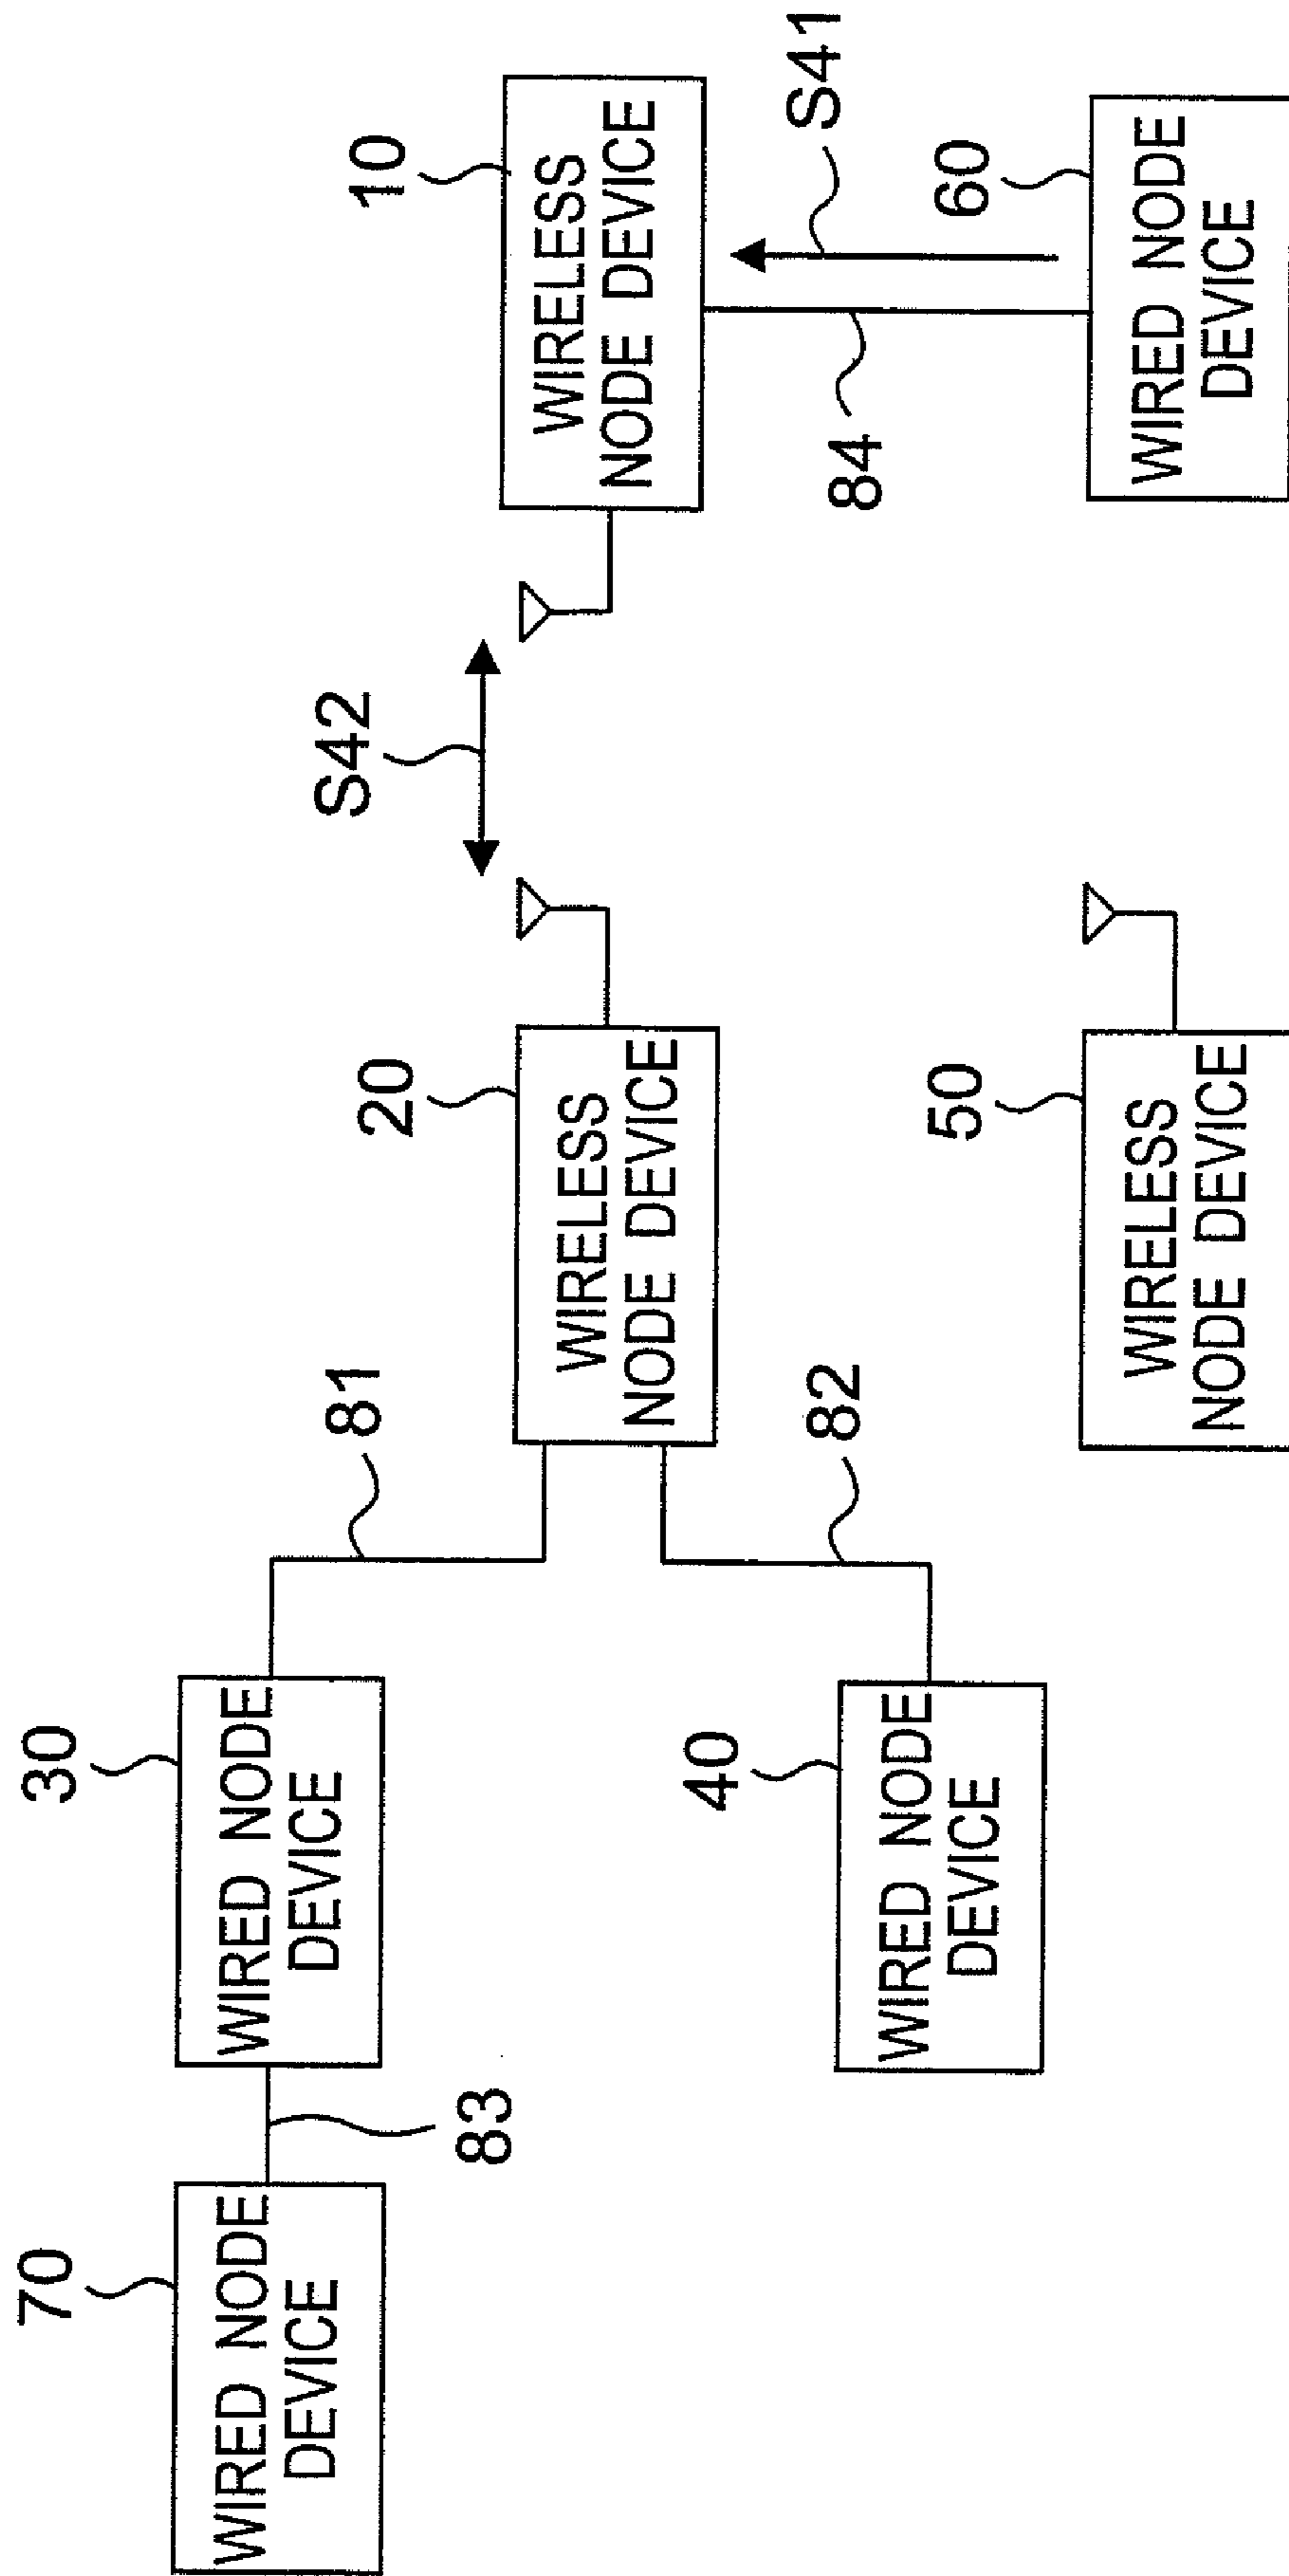 70
WIRED NODE
DEVICE
83
30
WIRED NODE
DEVICE
81
40
WIRED NODE
DEVICE
82
20
WIRELESS
NODE DEVICE
50
WIRELESS
NODE DEVICE
S42
10
WIRELESS
NODE DEVICE
S41
84
60
WIRED NODE
DEVICE